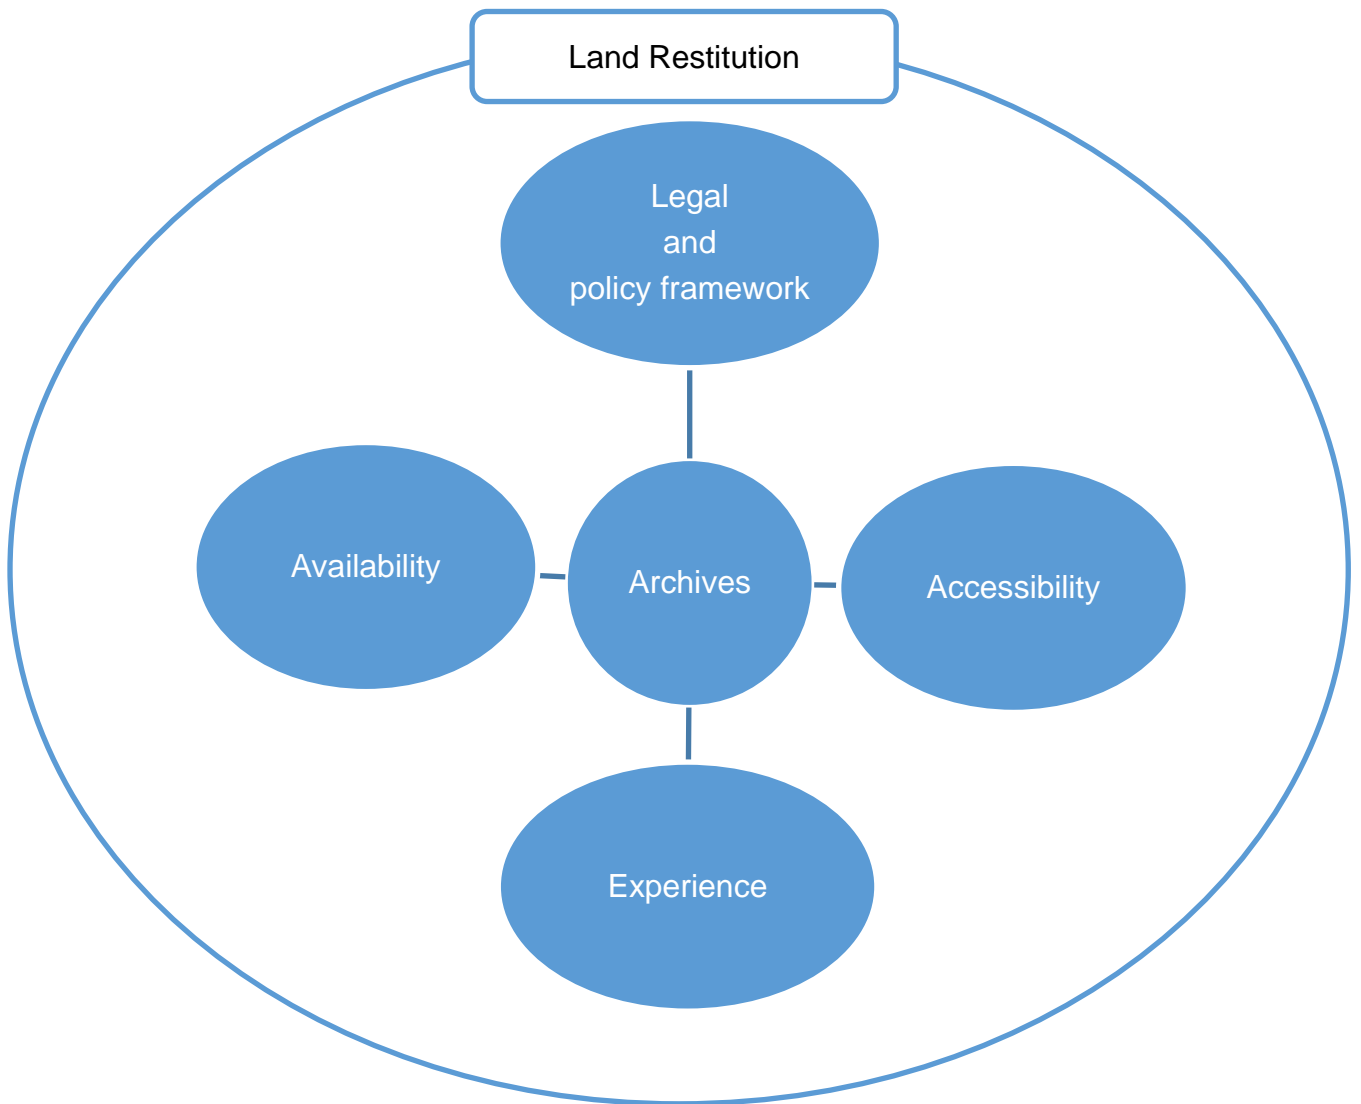 Land Restitution
Legal
and
policy framework
Availability
Archives
Accessibility
Experience